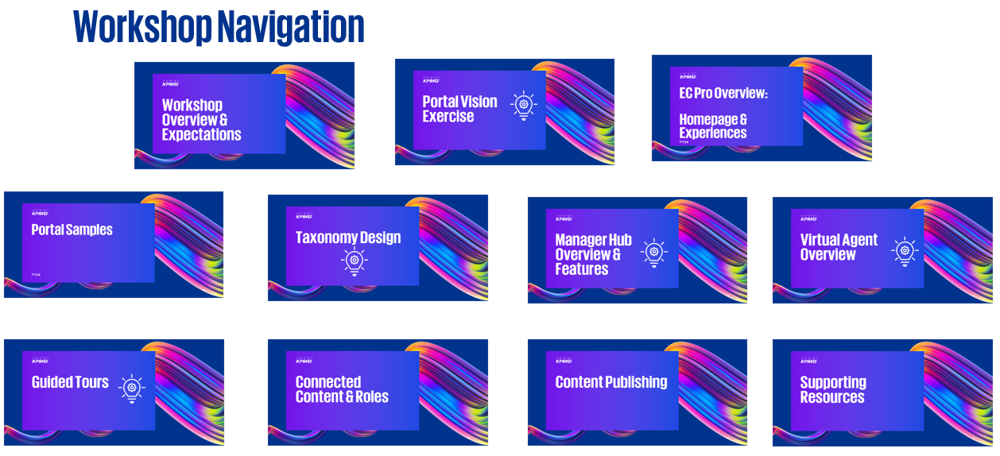 Workshop Navigation
KPMG
Workshop
Overview &
Expectations
KPMG
Portal Vision
Exercise
KPMG
EC Pro Overview:
Homepage &
Experiences
FY24
KPMG
Portal Samples
FY24
KPMG
Taxonomy Design
KPMG
Manager Hub
Overview &
Features
KPMG
Virtual Agent
Overview
KPMG
Guided Tours
KPMG
Connected
Content & Roles
KPMG
Content Publishing
KPMG
Supporting
Resources